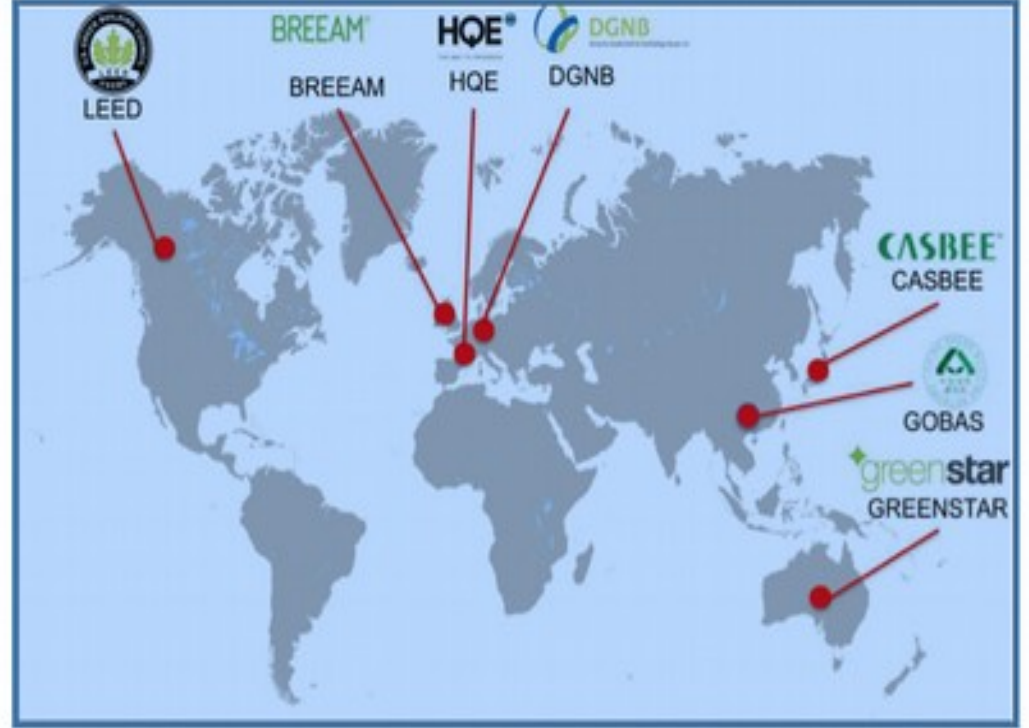 LEED
BREEAM
BREEAM
HQE
HQE
DGNB
DGNB
CASBEE
CASBEE
GOBAS
greenstar
GREENSTAR